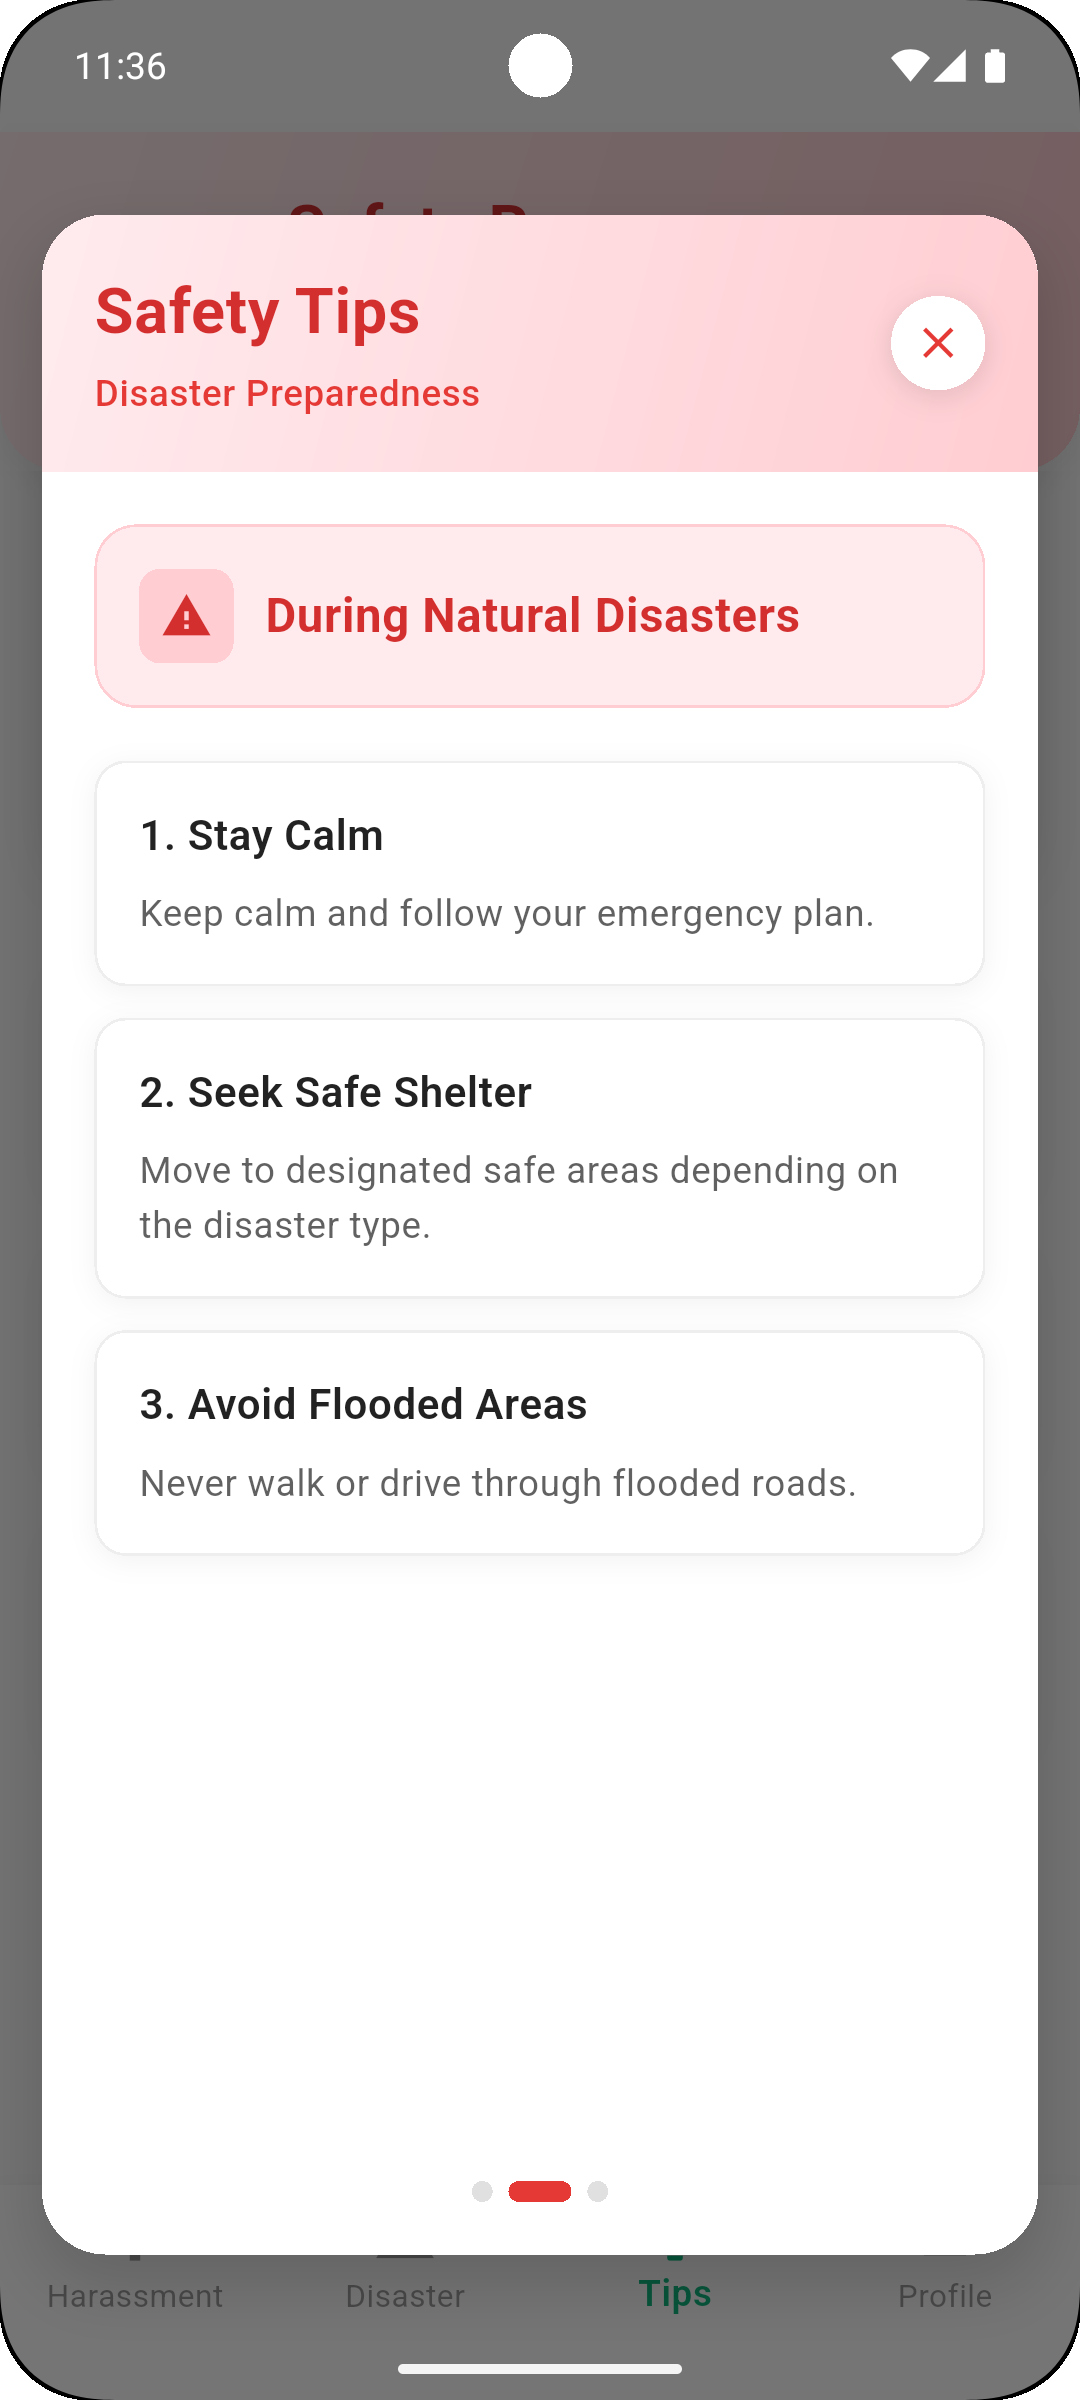 11:36
Safety Tips
Disaster Preparedness
During Natural Disasters
1. Stay Calm
Keep calm and follow your emergency plan.
2. Seek Safe Shelter
Move to designated safe areas depending on
the disaster type.
3. Avoid Flooded Areas
Never walk or drive through flooded roads.
Harassment
Disaster
Tips
Profile